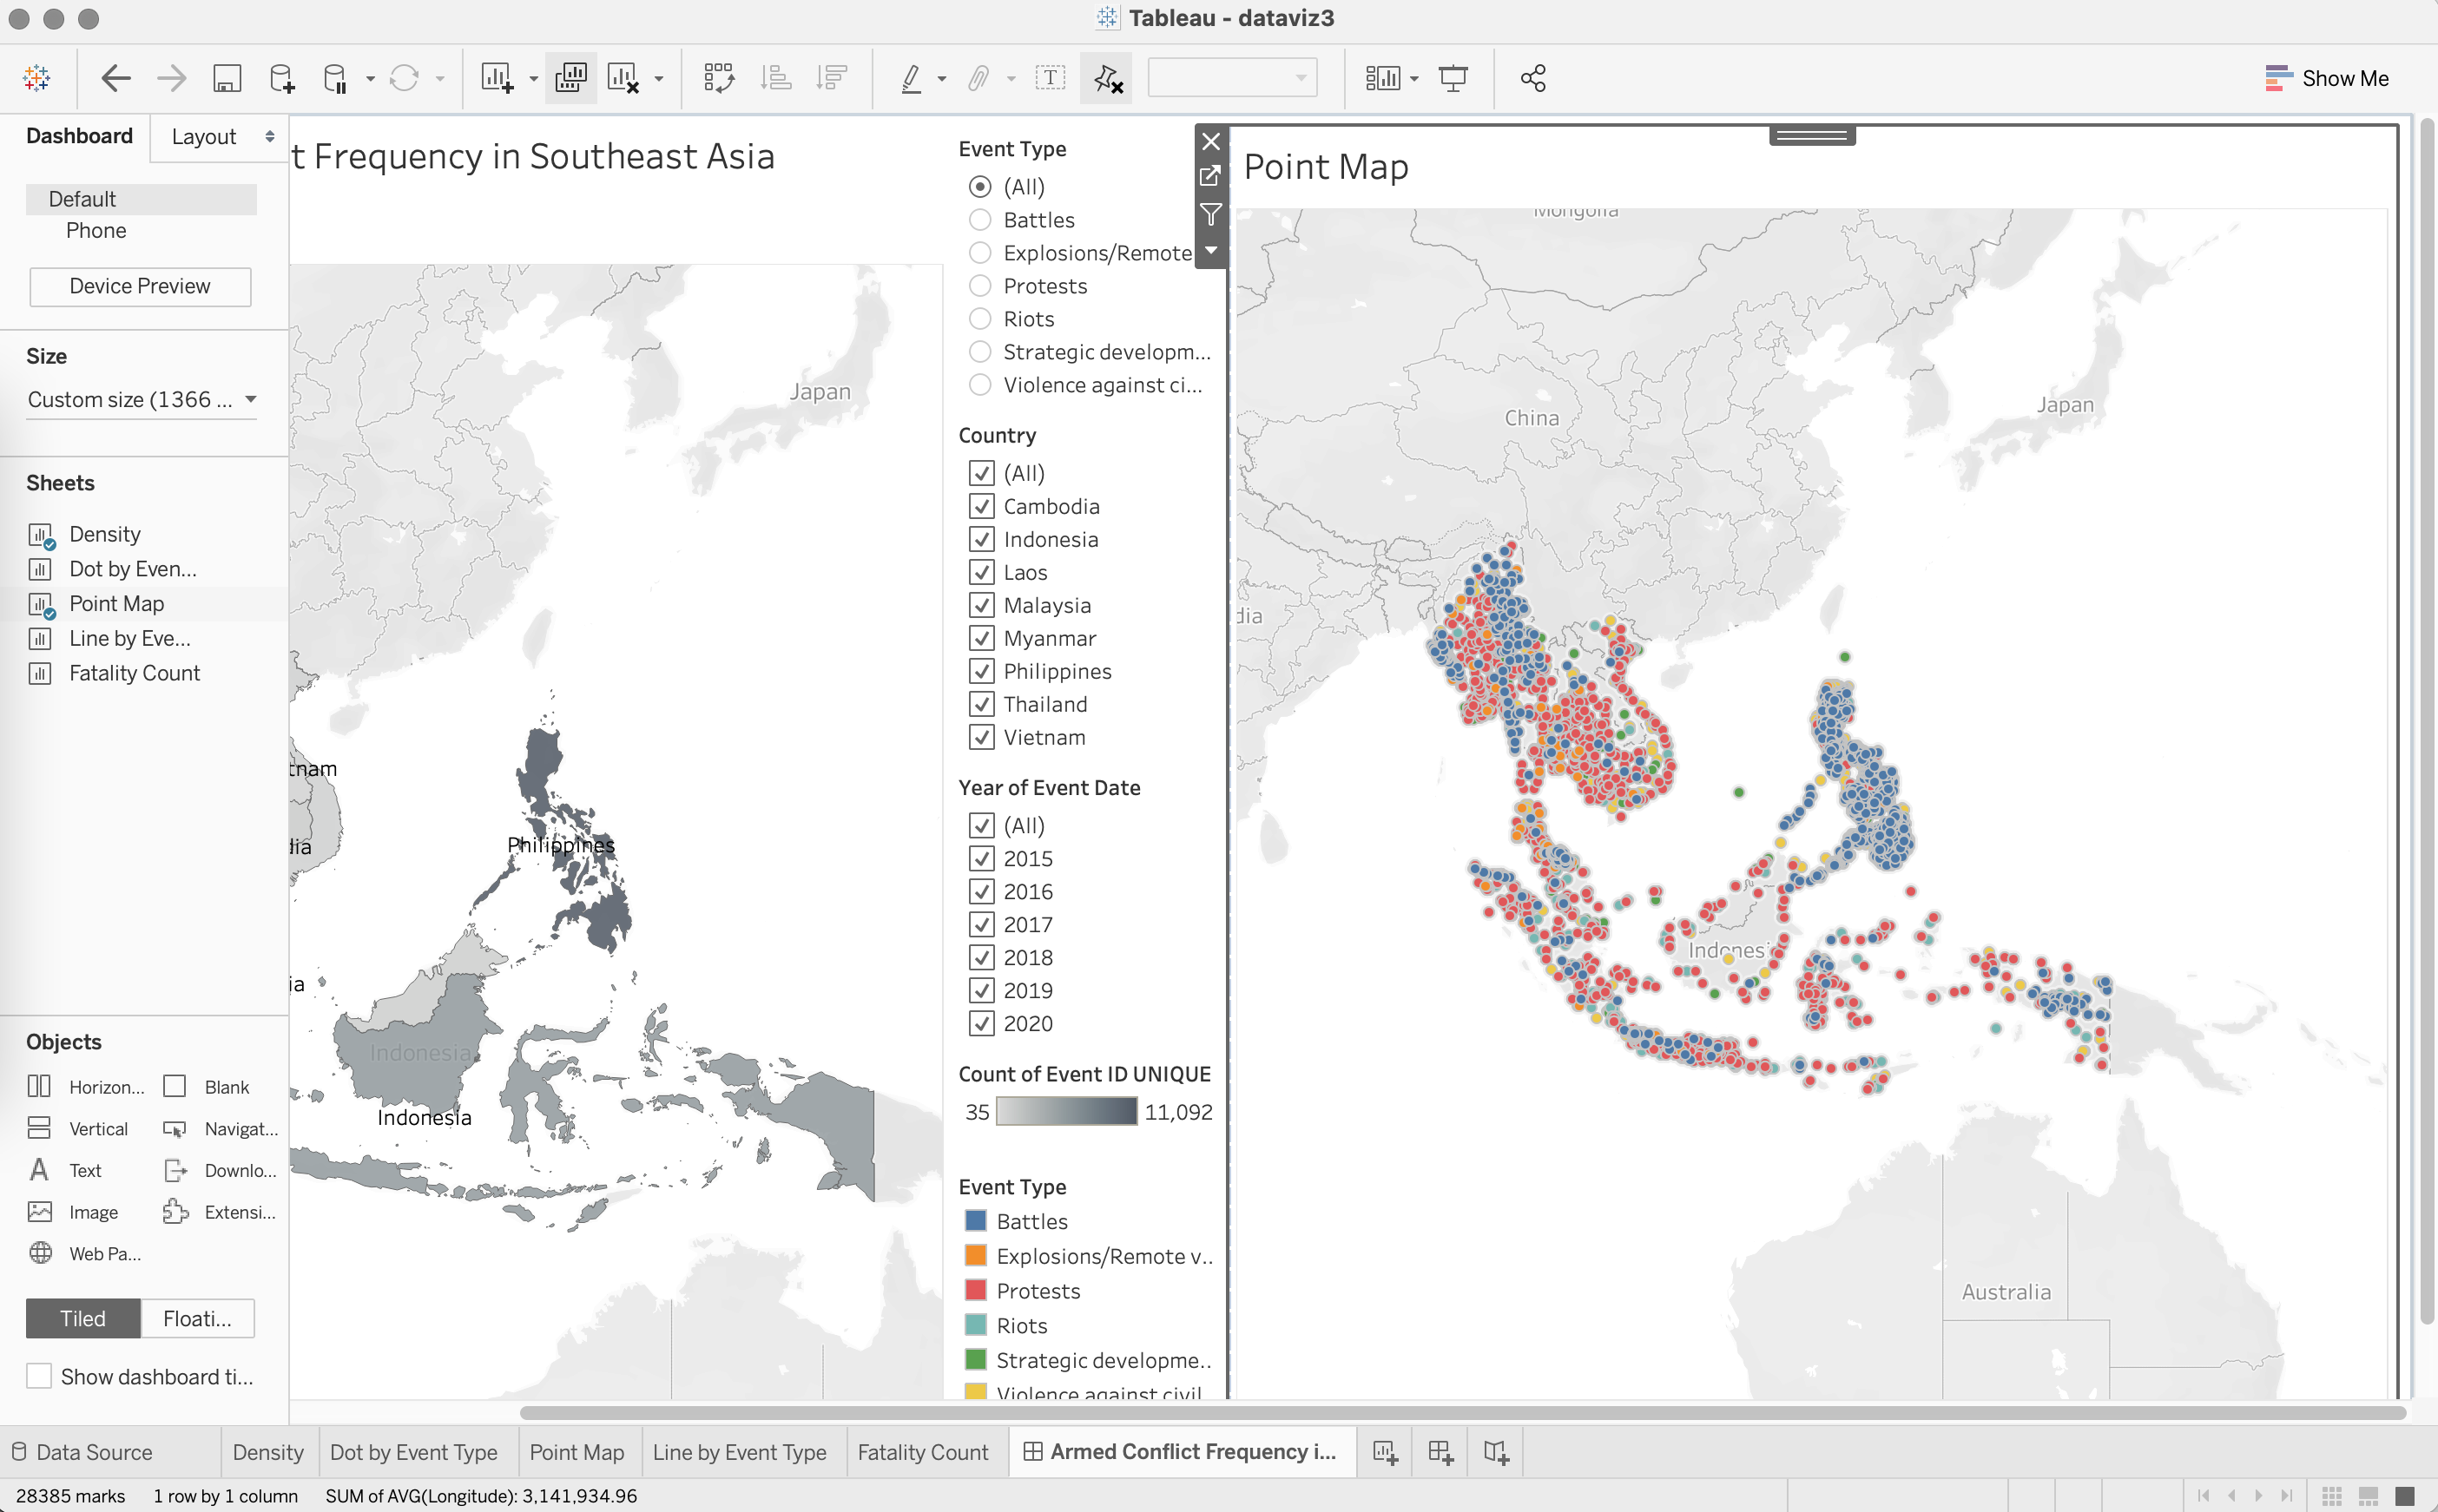 Tableau - dataviz3
Show Me
Dashboard
Layout
Default
Phone
Device Preview
Size
Custom size (1366 ...
Sheets
Density
Dot by Even...
Point Map
Line by Eve...
Fatality Count
Objects
Horizon...
Blank
Vertical
Navigat...
Text
Downlo...
Image
Extensi...
Web Pa...
Tiled
Floati...
Show dashboard ti...
t Frequency in Southeast Asia
Japan
tnam
dia
Philippines
ia
Indonesia
Indonesia
Event Type
(All)
Battles
Explosions/Remote
Protests
Riots
Strategic developm...
Violence against ci...
Country
(All)
Cambodia
Indonesia
Laos
Malaysia
Myanmar
Philippines
Thailand
Vietnam
Year of Event Date
(All)
2015
2016
2017
2018
2019
2020
Count of Event ID UNIQUE
35 11,092
Event Type
Battles
Explosions/Remote v..
Protests
Riots
Strategic developme..
Violence against civil
Point Map
Mongolia
China
Japan
dia
Indonesi
Australia
Data Source
Density
Dot by Event Type
Point Map
Line by Event Type
Fatality Count
Armed Conflict Frequency i...
28385 marks 1 row by 1 column SUM of AVG(Longitude): 3,141,934.96